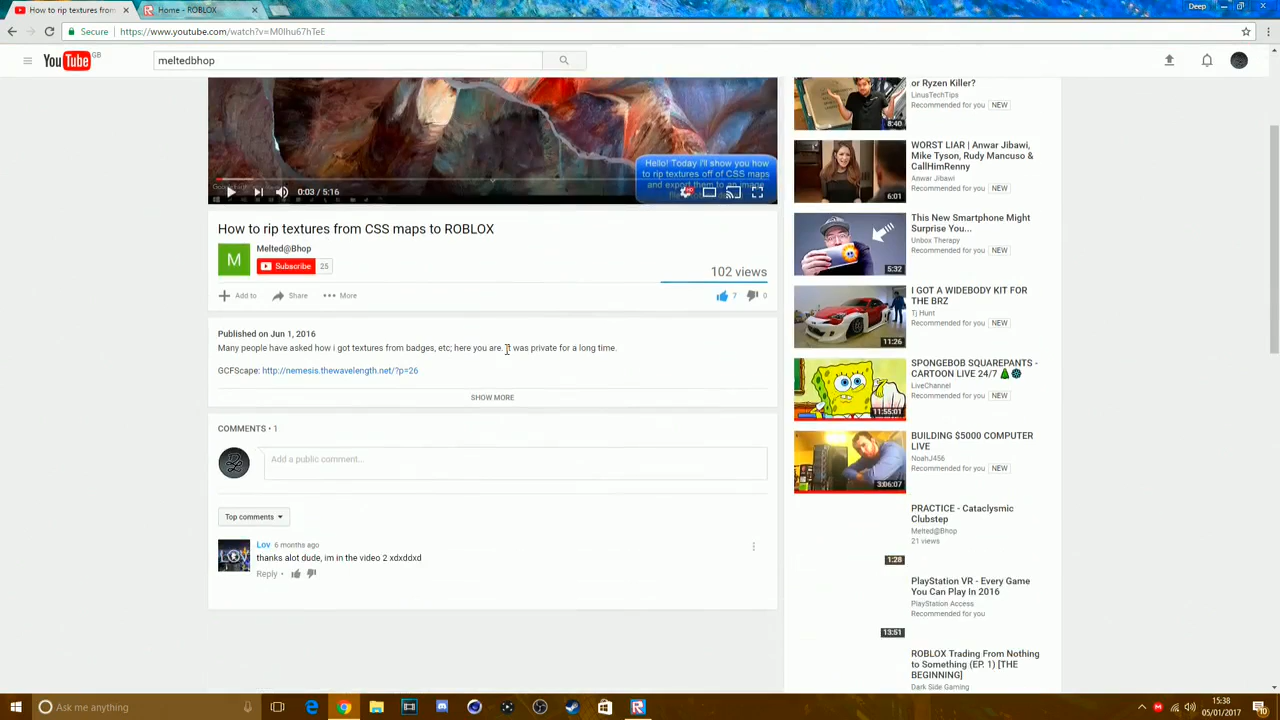 How to rip textures from
Home - ROBLOX
Deep
Secure
https://www.youtube.com/watch?v=M0lhu67hTeE
YouTube GB
meltedbhop
Hello! Today i'll show you how
to rip textures off of CSS maps
and export them to
0:03 / 5:16
How to rip textures from CSS maps to ROBLOX
M
Melted@Bhop
Subscribe 25
102 views
Add to
Share
More
7
0
Published on Jun 1, 2016
Many people have asked how i got textures from badges, etc; here you are. It was private for a long time.
GCFScape: http://nemesis.thewavelength.net/?p=26
SHOW MORE
COMMENTS • 1
Add a public comment...
Top comments
Lov 6 months ago
thanks alot dude, im in the video 2 xdxddxd
Reply •
or Ryzen Killer?
LinusTechTips
Recommended for you NEW
8:40
WORST LIAR | Anwar Jibawi,
Mike Tyson, Rudy Mancuso &
CallHimRenny
Anwar Jibawi
Recommended for you NEW
6:01
This New Smartphone Might
Surprise You...
Unbox Therapy
Recommended for you NEW
5:32
I GOT A WIDEBODY KIT FOR
THE BRZ
Tj Hunt
Recommended for you NEW
11:26
SPONGEBOB SQUAREPANTS -
CARTOON LIVE 24/7
LiveChannel
Recommended for you NEW
11:55:01
BUILDING $5000 COMPUTER
LIVE
NoahJ456
Recommended for you NEW
3:06:07
PRACTICE - Cataclysmic
Clubstep
Melted@Bhop
21 views
1:28
PlayStation VR - Every Game
You Can Play In 2016
PlayStation Access
Recommended for you
13:51
ROBLOX Trading From Nothing
to Something (EP. 1) [THE
BEGINNING]
Dark Side Gaming
Ask me anything
15:38
05/01/2017
10